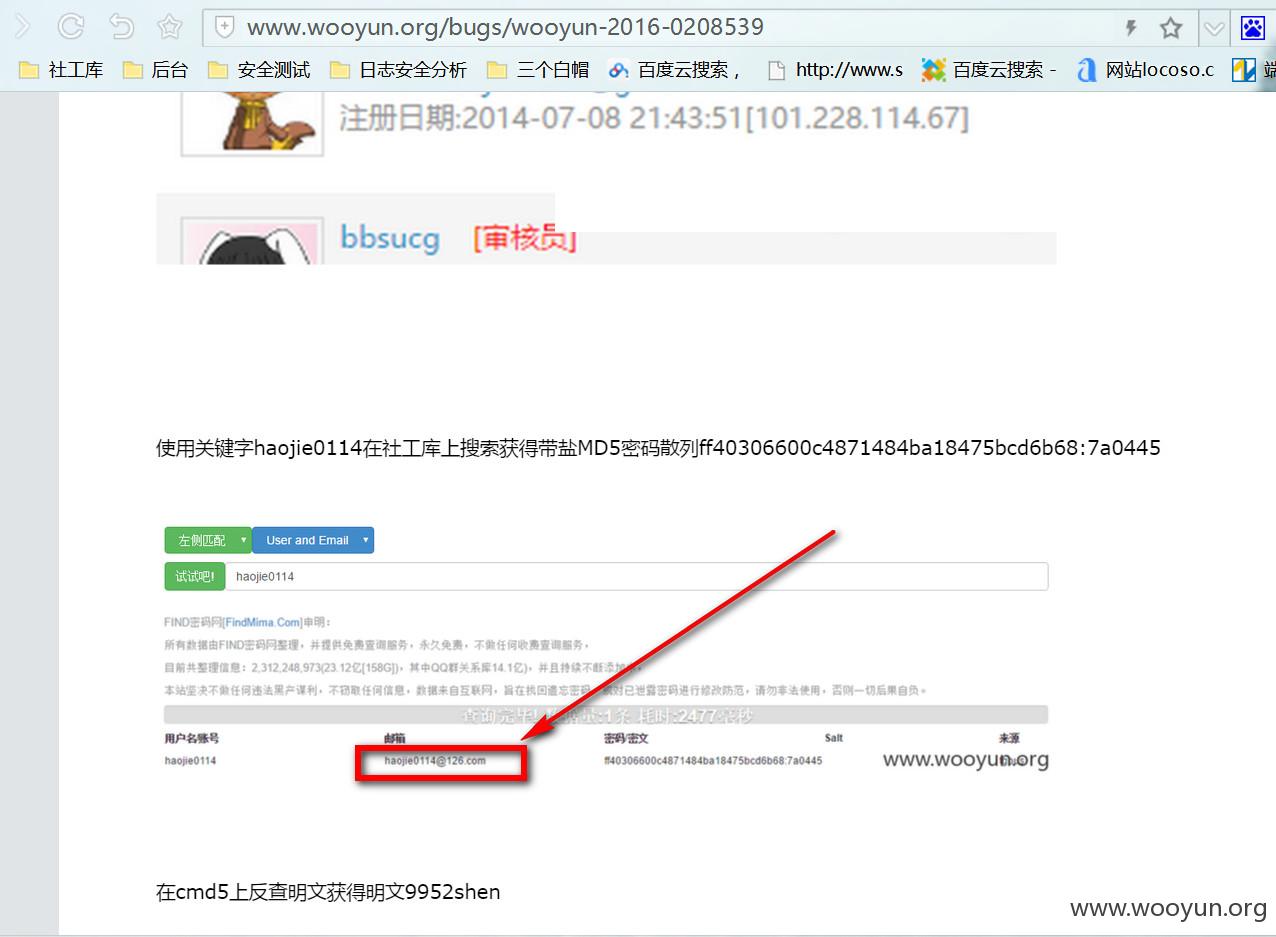 www.wooyun.org/bugs/wooyun-2016-0208539
社工库 后台 安全测试 日志安全分析 三个白帽 百度云搜索， http://www.s 百度云搜索 - 网站locoso.c 端
注册日期:2014-07-08 21:43:51[101.228.114.67]
bbsucg [审核员]
使用关键字haojie0114在社工库上搜索获得带盐MD5密码散列ff40306600c4871484ba18475bcd6b68:7a0445
左侧匹配 User and Email
试试吧! haojie0114
FIND密码网[FindMima.Com]申明：
所有数据由FIND密码网整理，并提供免费查询服务，永久免费，不做任何收费查询服务，
目前共整理信息：2,312,248,973(23.12亿[158G])，其中QQ群关系库14.1亿)，并且持续不断添加
本站坚决不做任何违法黑产谋利，不窃取任何信息，数据来自互联网，旨在找回遗忘密码 对已泄露密码进行修改防范，请勿非法使用，否则一切后果自负。
查询完毕! 量:1条 耗时:2477毫秒
用户名/账号 邮箱 密码/密文 Salt 来源
haojie0114 haojie0114@126.com ff40306600c4871484ba18475bcd6b68:7a0445
www.wooyun.org
在cmd5上反查明文获得明文9952shen
www.wooyun.org